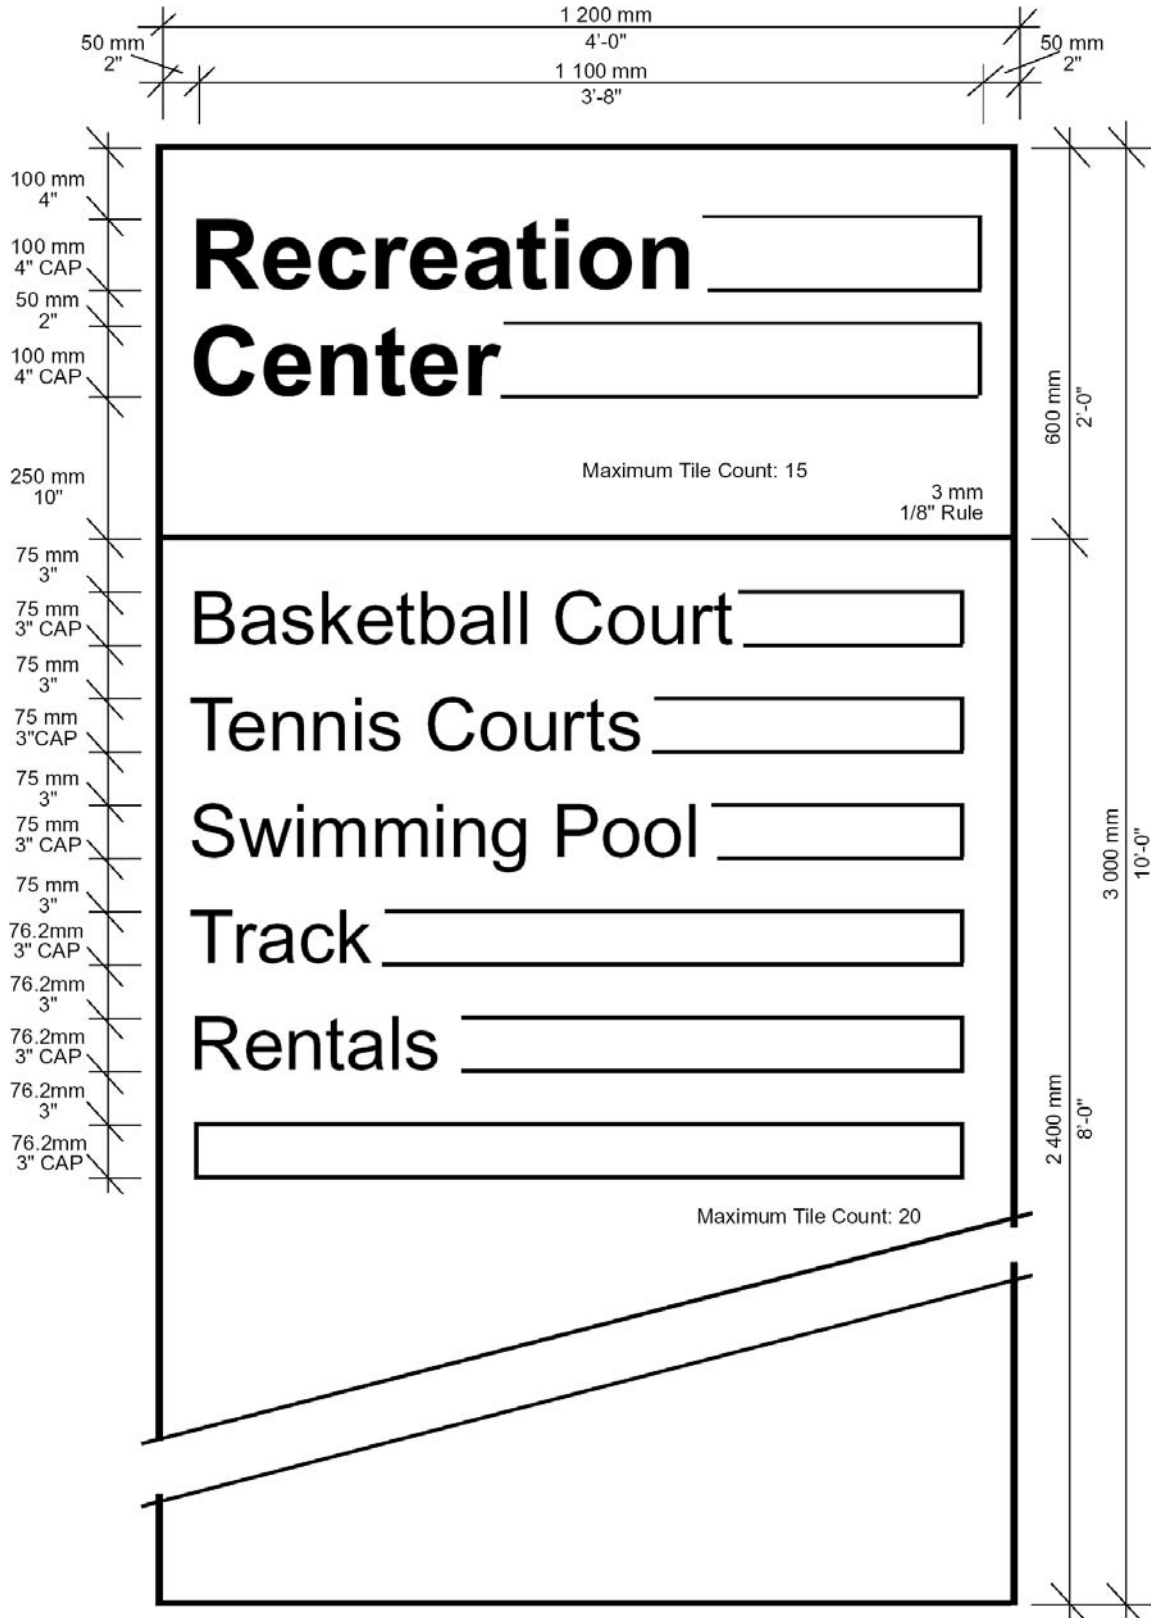 1 200 mm
4'-0"
50 mm
2"
50 mm
2"
1 100 mm
3'-8"
100 mm
4"
100 mm
4" CAP
50 mm
2"
100 mm
4" CAP
250 mm
10"
Recreation
Center
Maximum Tile Count: 15
3 mm
1/8" Rule
600 mm
2'-0"
75 mm
3"
75 mm
3" CAP
Basketball Court
75 mm
3"
75 mm
3"CAP
Tennis Courts
75 mm
3"
75 mm
3" CAP
Swimming Pool
75 mm
3"
76.2mm
3" CAP
Track
76.2mm
3"
76.2mm
3" CAP
Rentals
76.2mm
3"
76.2mm
3" CAP
Maximum Tile Count: 20
3 000 mm
10'-0"
2 400 mm
8'-0"